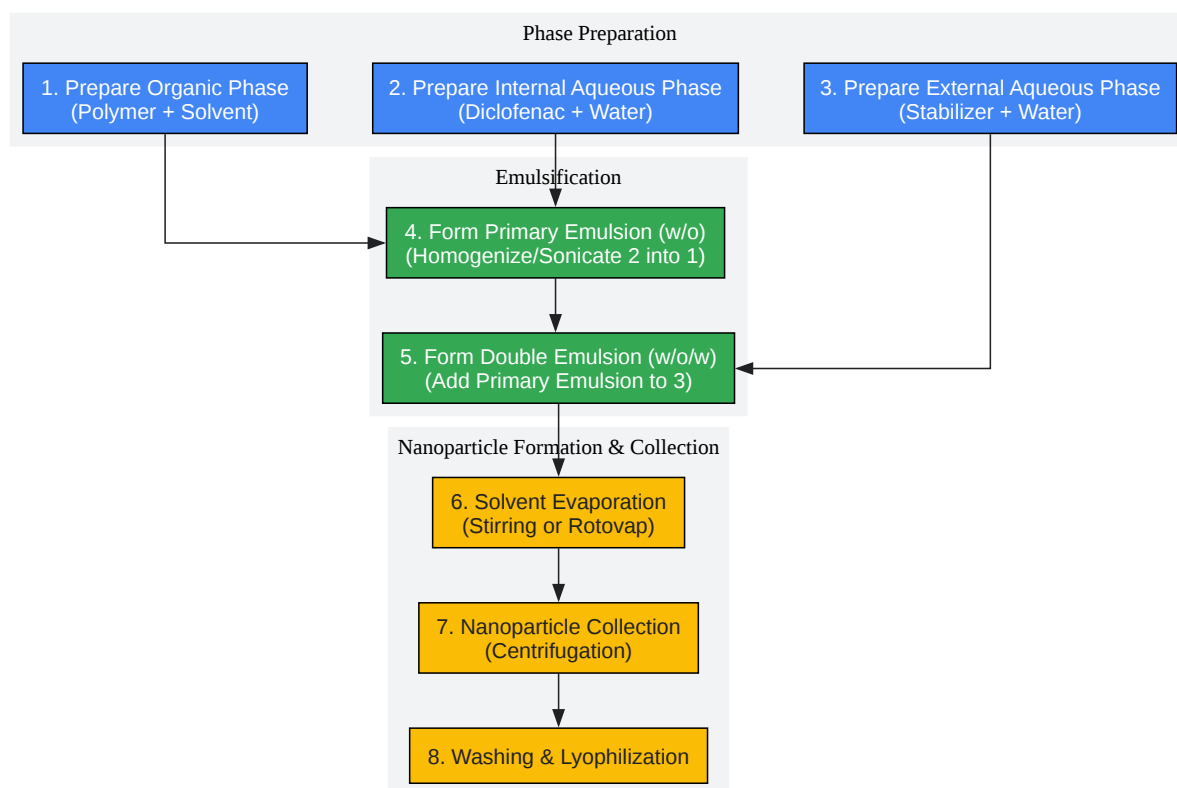 Phase Preparation
1. Prepare Organic Phase
(Polymer + Solvent)
2. Prepare Internal Aqueous Phase
(Diclofenac + Water)
3. Prepare External Aqueous Phase
(Stabilizer + Water)
Emulsification
4. Form Primary Emulsion (w/o)
(Homogenize/Sonicate 2 into 1)
5. Form Double Emulsion (w/o/w)
(Add Primary Emulsion to 3)
Nanoparticle Formation & Collection
6. Solvent Evaporation
(Stirring or Rotovap)
7. Nanoparticle Collection
(Centrifugation)
8. Washing & Lyophilization